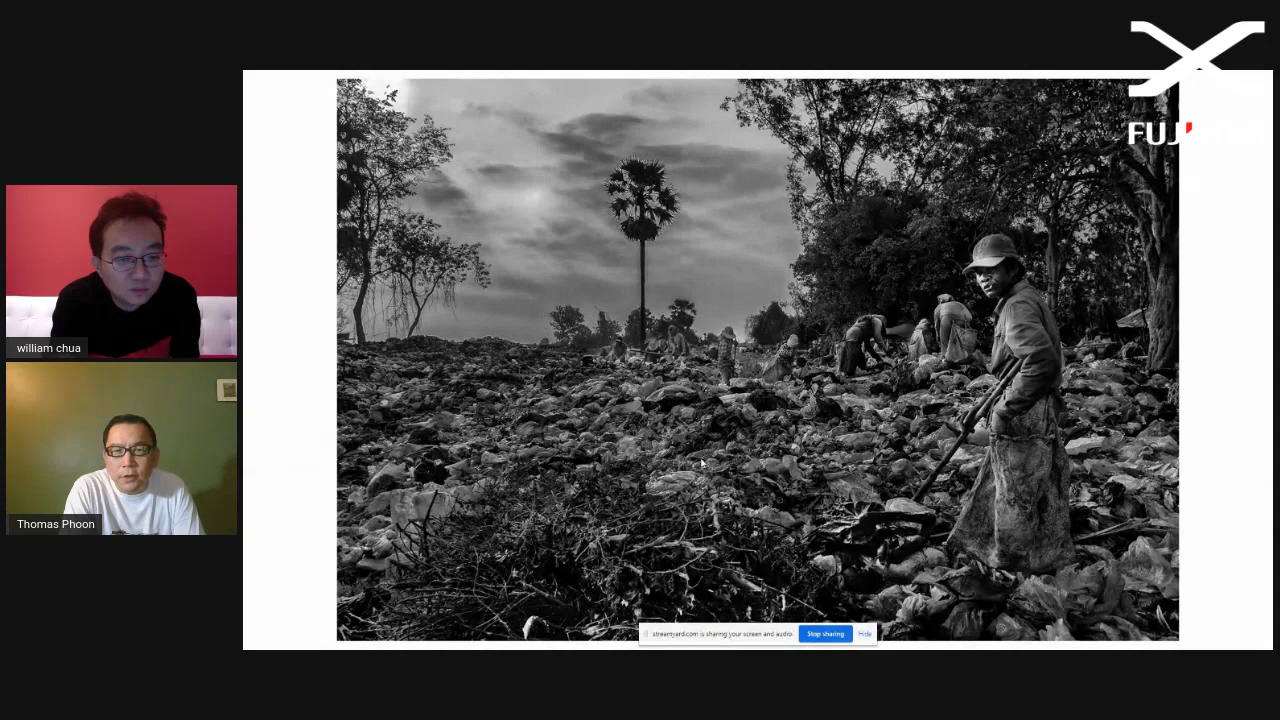 FUJ
william chua
Thomas Phoon
streamyard.com is sharing your screen and audio.
Stop sharing
Hide